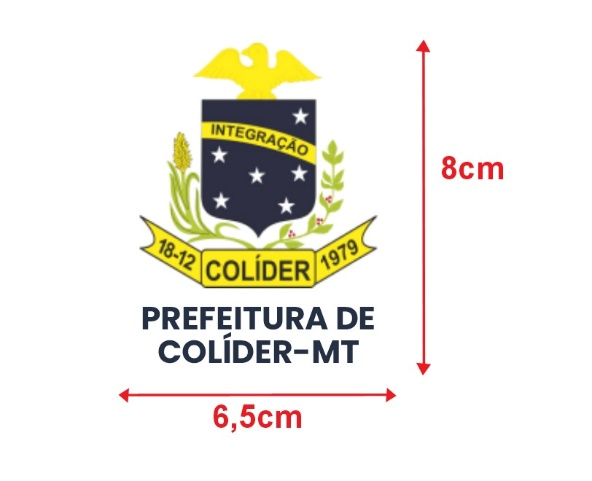 INTEGRAÇÃO
18-12 COLÍDER 1979
PREFEITURA DE
COLÍDER-MT
8cm
6,5cm